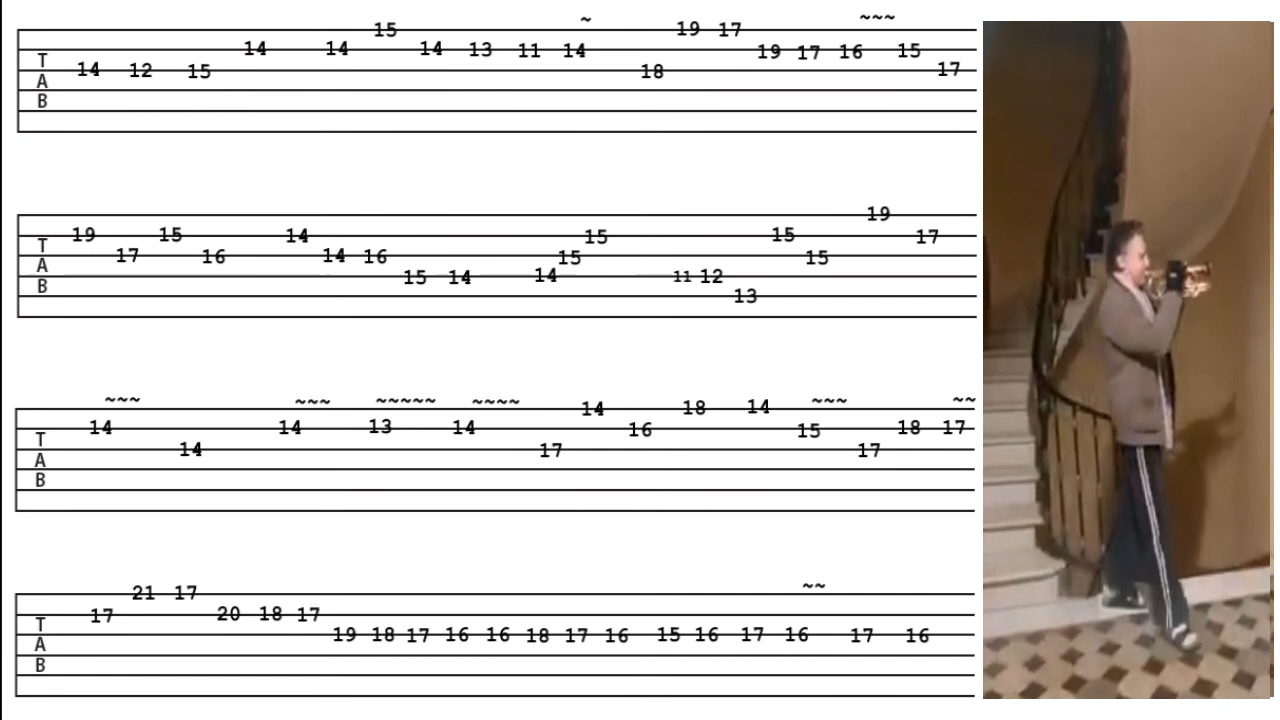 ~ ~~~
T A B 14 12 15 14 14 15 14 13 11 14 18 19 17 19 17 16 15 17
T A B 19 17 15 16 14 14 16 15 14 14 15 15 11 12 13 15 15 19 17
~~~ ~~~ ~~~~~ ~~~~ ~~~ ~~
T A B 14 14 14 13 14 17 14 16 18 14 15 17 18 17
~~
T A B 17 21 17 20 18 17 19 18 17 16 16 18 17 16 15 16 17 16 17 16